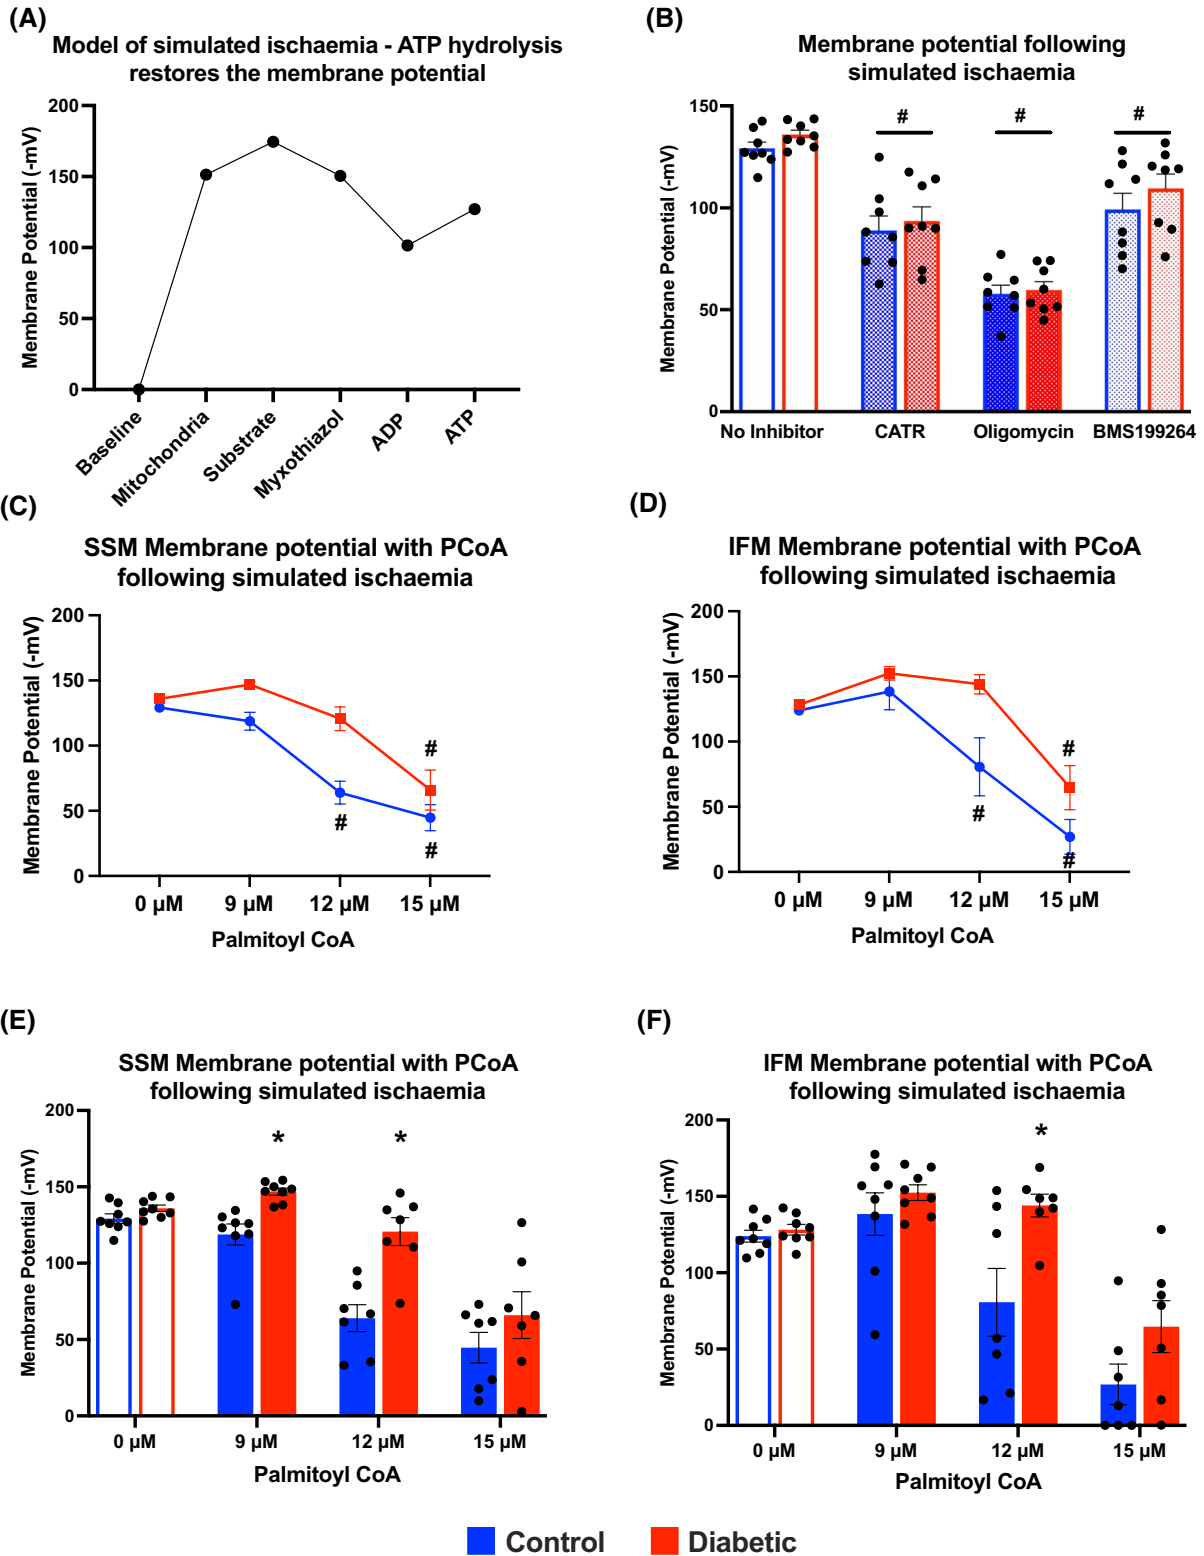 (A)
Model of simulated ischaemia - ATP hydrolysis
restores the membrane potential
Membrane Potential (-mV)
200
150
100
50
0
Baseline
Mitochondria
Substrate
Myxothiazol
ADP
ATP
(B)
Membrane potential following
simulated ischaemia
Membrane Potential (-mV)
150
100
50
0
# # #
No Inhibitor CATR Oligomycin BMS199264
(C)
SSM Membrane potential with PCoA
following simulated ischaemia
Membrane Potential (-mV)
200
150
100
50
0
#
#
#
0 µM 9 µM 12 µM 15 µM
Palmitoyl CoA
(D)
IFM Membrane potential with PCoA
following simulated ischaemia
Membrane Potential (-mV)
200
150
100
50
0
#
#
#
0 µM 9 µM 12 µM 15 µM
Palmitoyl CoA
(E)
SSM Membrane potential with PCoA
following simulated ischaemia
Membrane Potential (-mV)
200
150
100
50
0
* *
0 µM 9 µM 12 µM 15 µM
Palmitoyl CoA
(F)
IFM Membrane potential with PCoA
following simulated ischaemia
Membrane Potential (-mV)
200
150
100
50
0
*
0 µM 9 µM 12 µM 15 µM
Palmitoyl CoA
Control Diabetic